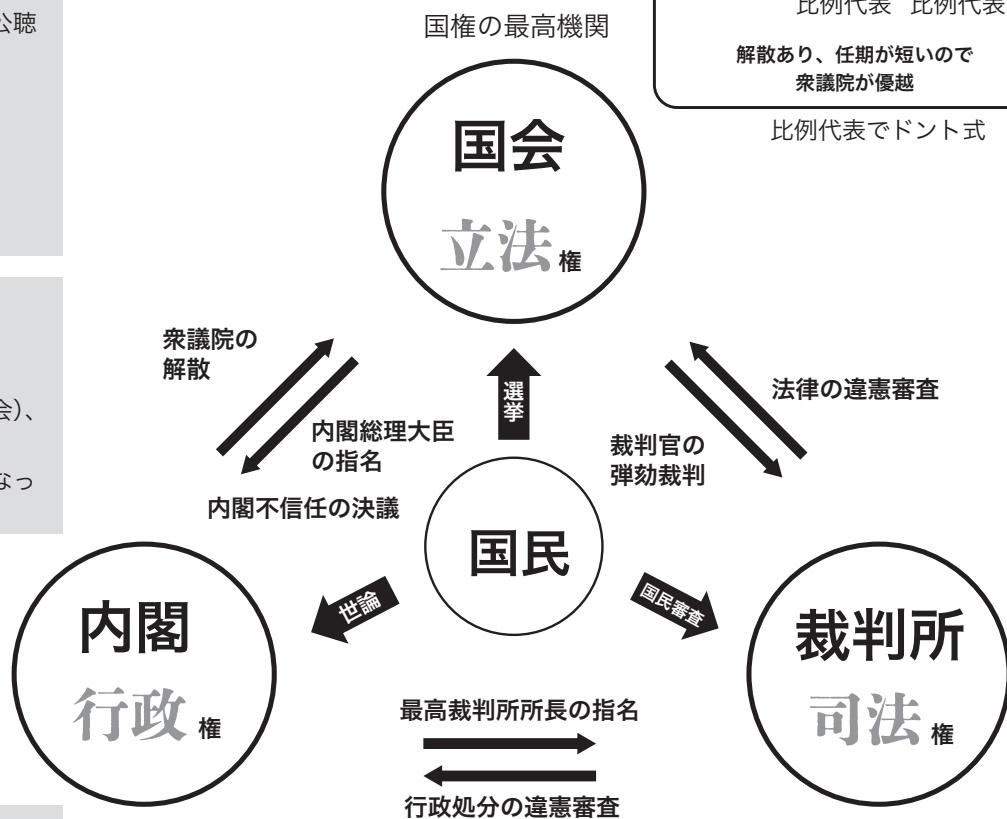 公聴
会)、
なっ
国権の最高機関
比例代表 比例代表
解散あり、任期が短いので
衆議院が優越
比例代表でドント式
国会
立法権
衆議院の
解散
内閣総理大臣
の指名
内閣不信任の決議
選挙
法律の違憲審査
裁判官の
弾劾裁判
国民
世論
国民審査
内閣
行政権
裁判所
司法権
最高裁判所所長の指名
行政処分の違憲審査